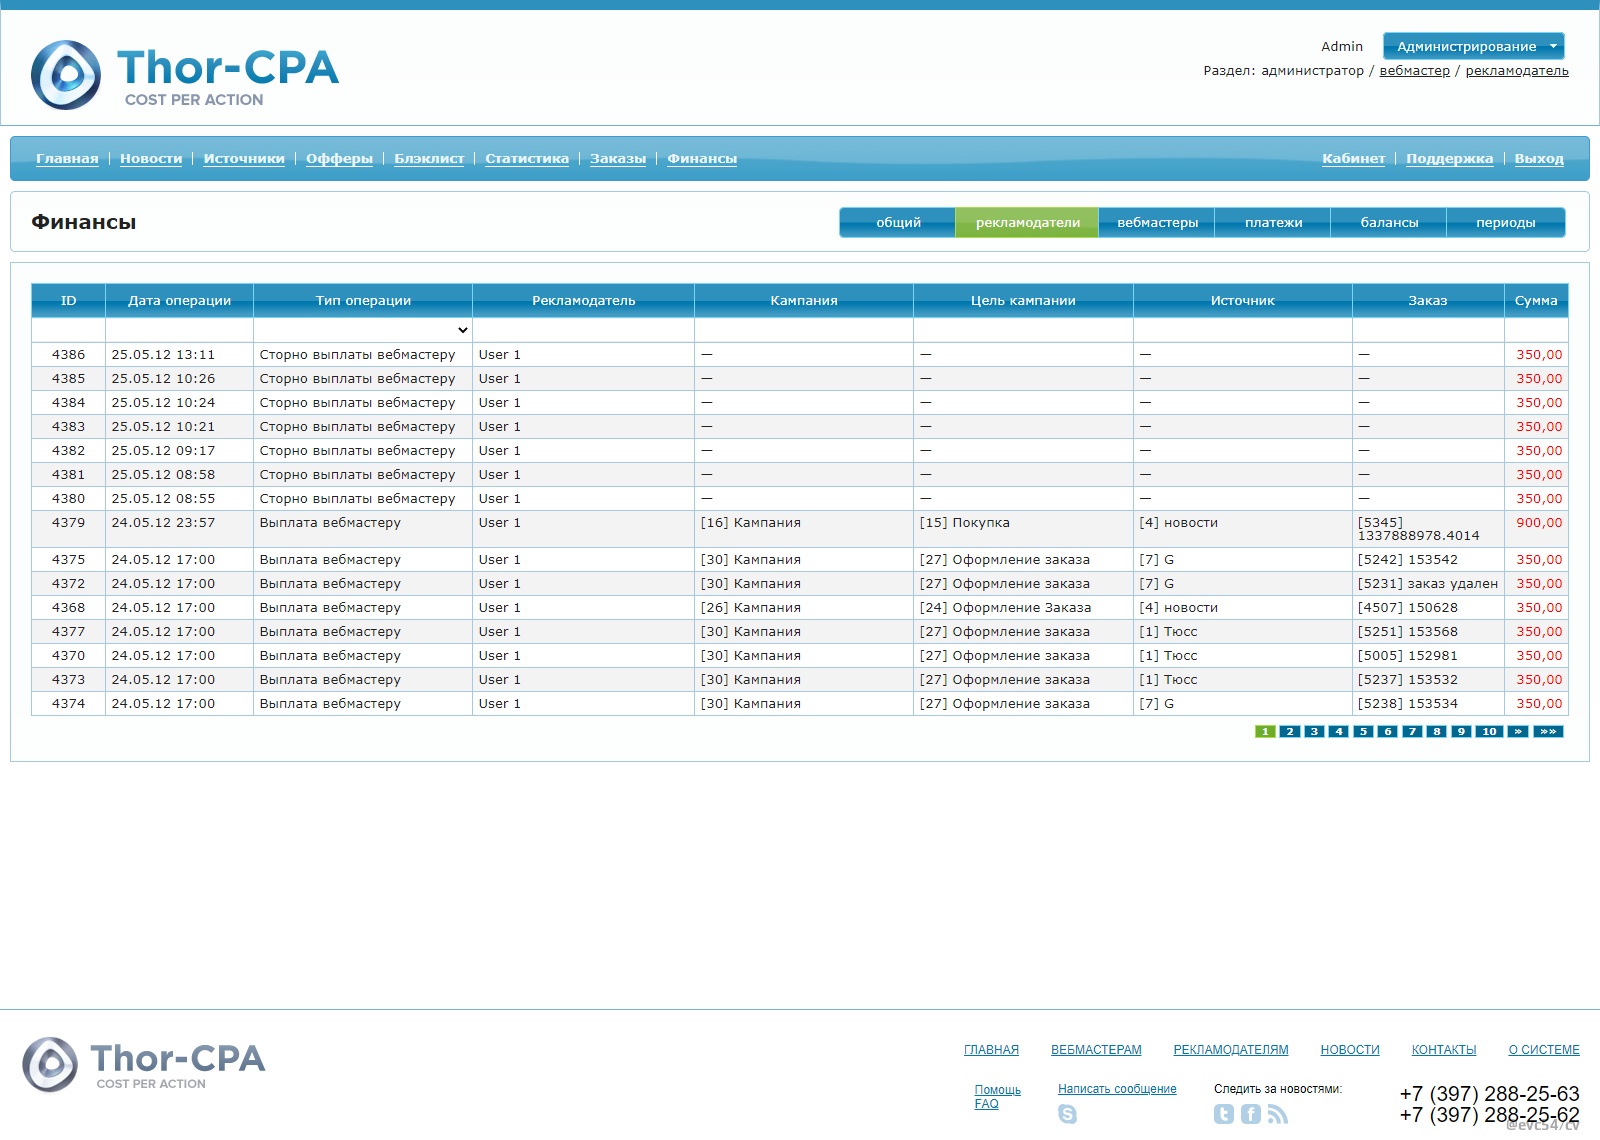 Thor-CPA
COST PER ACTION
Admin
Администрирование
Раздел: администратор / вебмастер / рекламодатель
Главная | Новости | Источники | Офферы | Блэклист | Статистика | Заказы | Финансы
Кабинет | Поддержка | Выход
Финансы
общий рекламодатели вебмастеры платежи балансы периоды
ID Дата операции Тип операции Рекламодатель Кампания Цель кампании Источник Заказ Сумма
4386 25.05.12 13:11 Сторно выплаты вебмастеру User 1 — — — — 350,00
4385 25.05.12 10:26 Сторно выплаты вебмастеру User 1 — — — — 350,00
4384 25.05.12 10:24 Сторно выплаты вебмастеру User 1 — — — — 350,00
4383 25.05.12 10:21 Сторно выплаты вебмастеру User 1 — — — — 350,00
4382 25.05.12 09:17 Сторно выплаты вебмастеру User 1 — — — — 350,00
4381 25.05.12 08:58 Сторно выплаты вебмастеру User 1 — — — — 350,00
4380 25.05.12 08:55 Сторно выплаты вебмастеру User 1 — — — — 350,00
4379 24.05.12 23:57 Выплата вебмастеру User 1 [16] Кампания [15] Покупка [4] новости [5345] 900,00
1337888978.4014
4375 24.05.12 17:00 Выплата вебмастеру User 1 [30] Кампания [27] Оформление заказа [7] G [5242] 153542 350,00
4372 24.05.12 17:00 Выплата вебмастеру User 1 [30] Кампания [27] Оформление заказа [7] G [5231] заказ удален 350,00
4368 24.05.12 17:00 Выплата вебмастеру User 1 [26] Кампания [24] Оформление Заказа [4] новости [4507] 150628 350,00
4377 24.05.12 17:00 Выплата вебмастеру User 1 [30] Кампания [27] Оформление заказа [1] Тюсс [5251] 153568 350,00
4370 24.05.12 17:00 Выплата вебмастеру User 1 [30] Кампания [27] Оформление заказа [1] Тюсс [5005] 152981 350,00
4373 24.05.12 17:00 Выплата вебмастеру User 1 [30] Кампания [27] Оформление заказа [1] Тюсс [5237] 153532 350,00
4374 24.05.12 17:00 Выплата вебмастеру User 1 [30] Кампания [27] Оформление заказа [7] G [5238] 153534 350,00
1 2 3 4 5 6 7 8 9 10 » »»
Thor-CPA
COST PER ACTION
ГЛАВНАЯ ВЕБМАСТЕРАМ РЕКЛАМОДАТЕЛЯМ НОВОСТИ КОНТАКТЫ О СИСТЕМЕ
Помощь
FAQ
Написать сообщение
Следить за новостями:
+7 (397) 288-25-63
+7 (397) 288-25-62
@evc54/cv